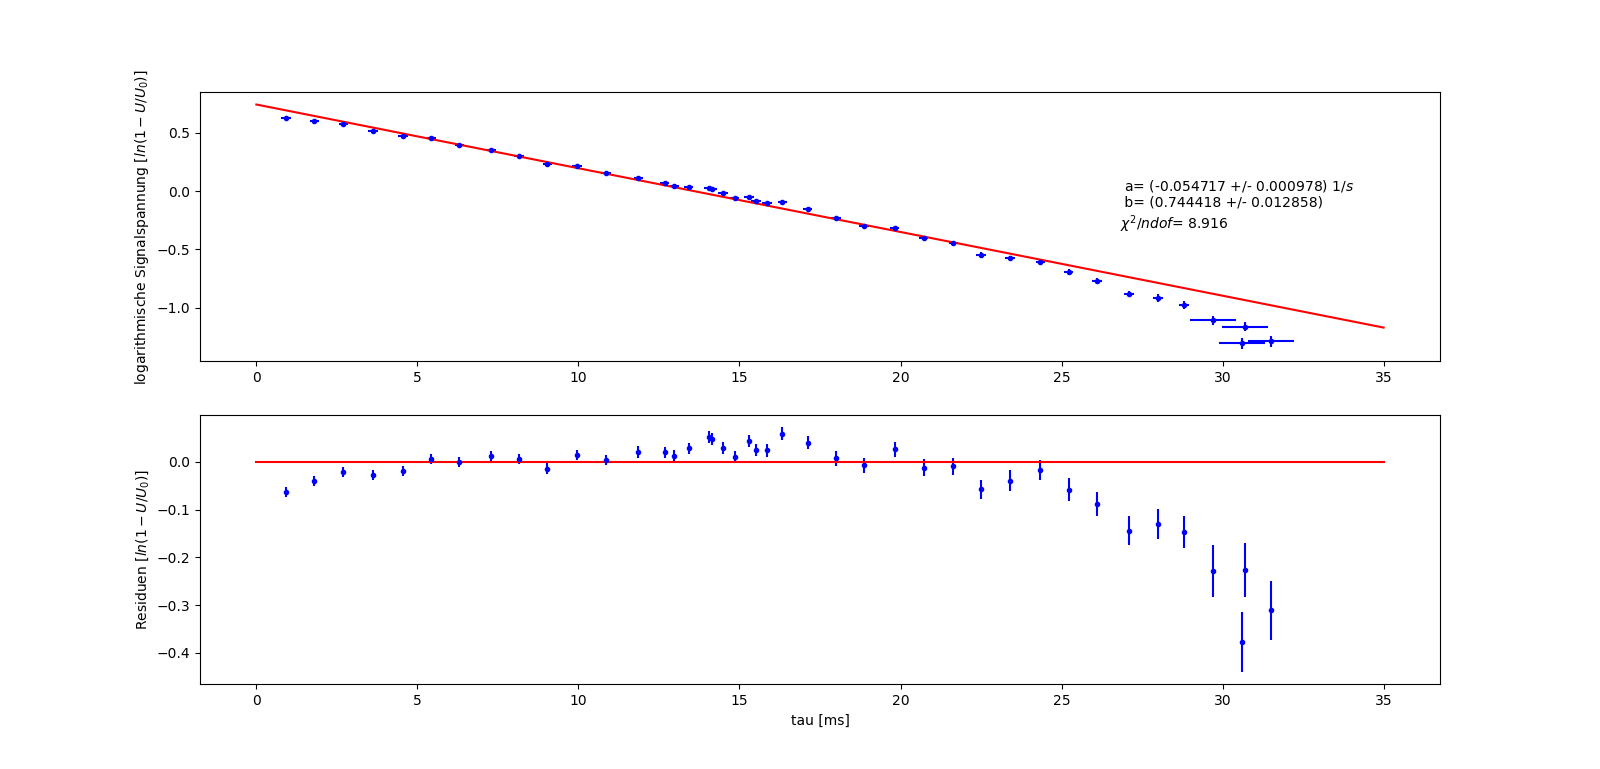 logarithmische Signalspannung [ln(1 − U/U₀)]
0.5
0.0
−0.5
−1.0
0 5 10 15 20 25 30 35
a= (-0.054717 +/- 0.000978) 1/s
b= (0.744418 +/- 0.012858)
χ²/ndof= 8.916
Residuen [ln(1 − U/U₀)]
0.0
−0.1
−0.2
−0.3
−0.4
0 5 10 15 20 25 30 35
tau [ms]